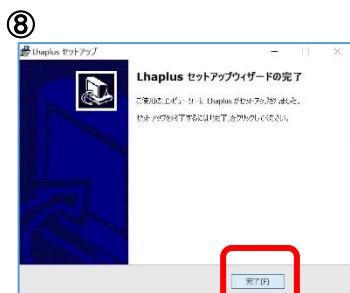 ⑧
Lhaplus セットアップ
Lhaplus セットアップウィザードの完了
ご使用のコンピューターに Lhaplus がセットアップされました。
セットアップを終了するには「完了」をクリックしてください。
完了(F)